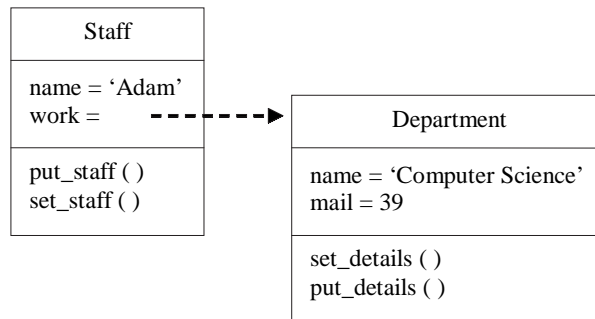 Staff
name = ‘Adam’
work =
put_staff ( )
set_staff ( )
Department
name = ‘Computer Science’
mail = 39
set_details ( )
put_details ( )